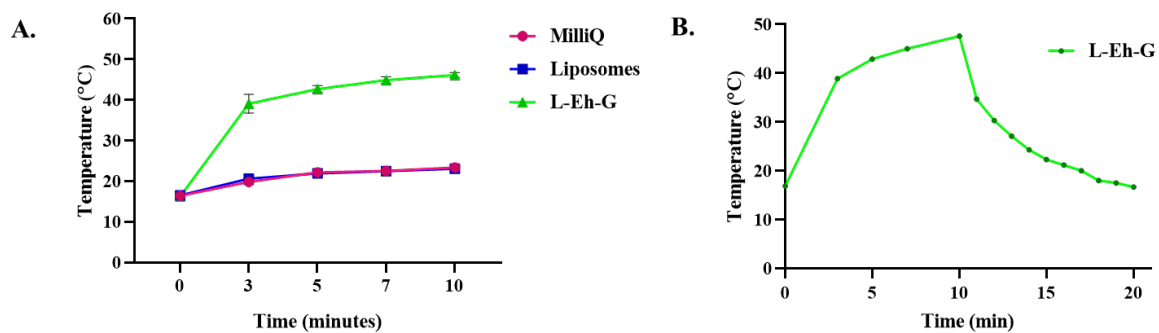 A.
60
50
40
30
20
10
0
Temperature (°C)
0 3 5 7 10
Time (minutes)
MilliQ
Liposomes
L-Eh-G
B.
50
40
30
20
10
0
Temperature (°C)
0 5 10 15 20
Time (min)
L-Eh-G